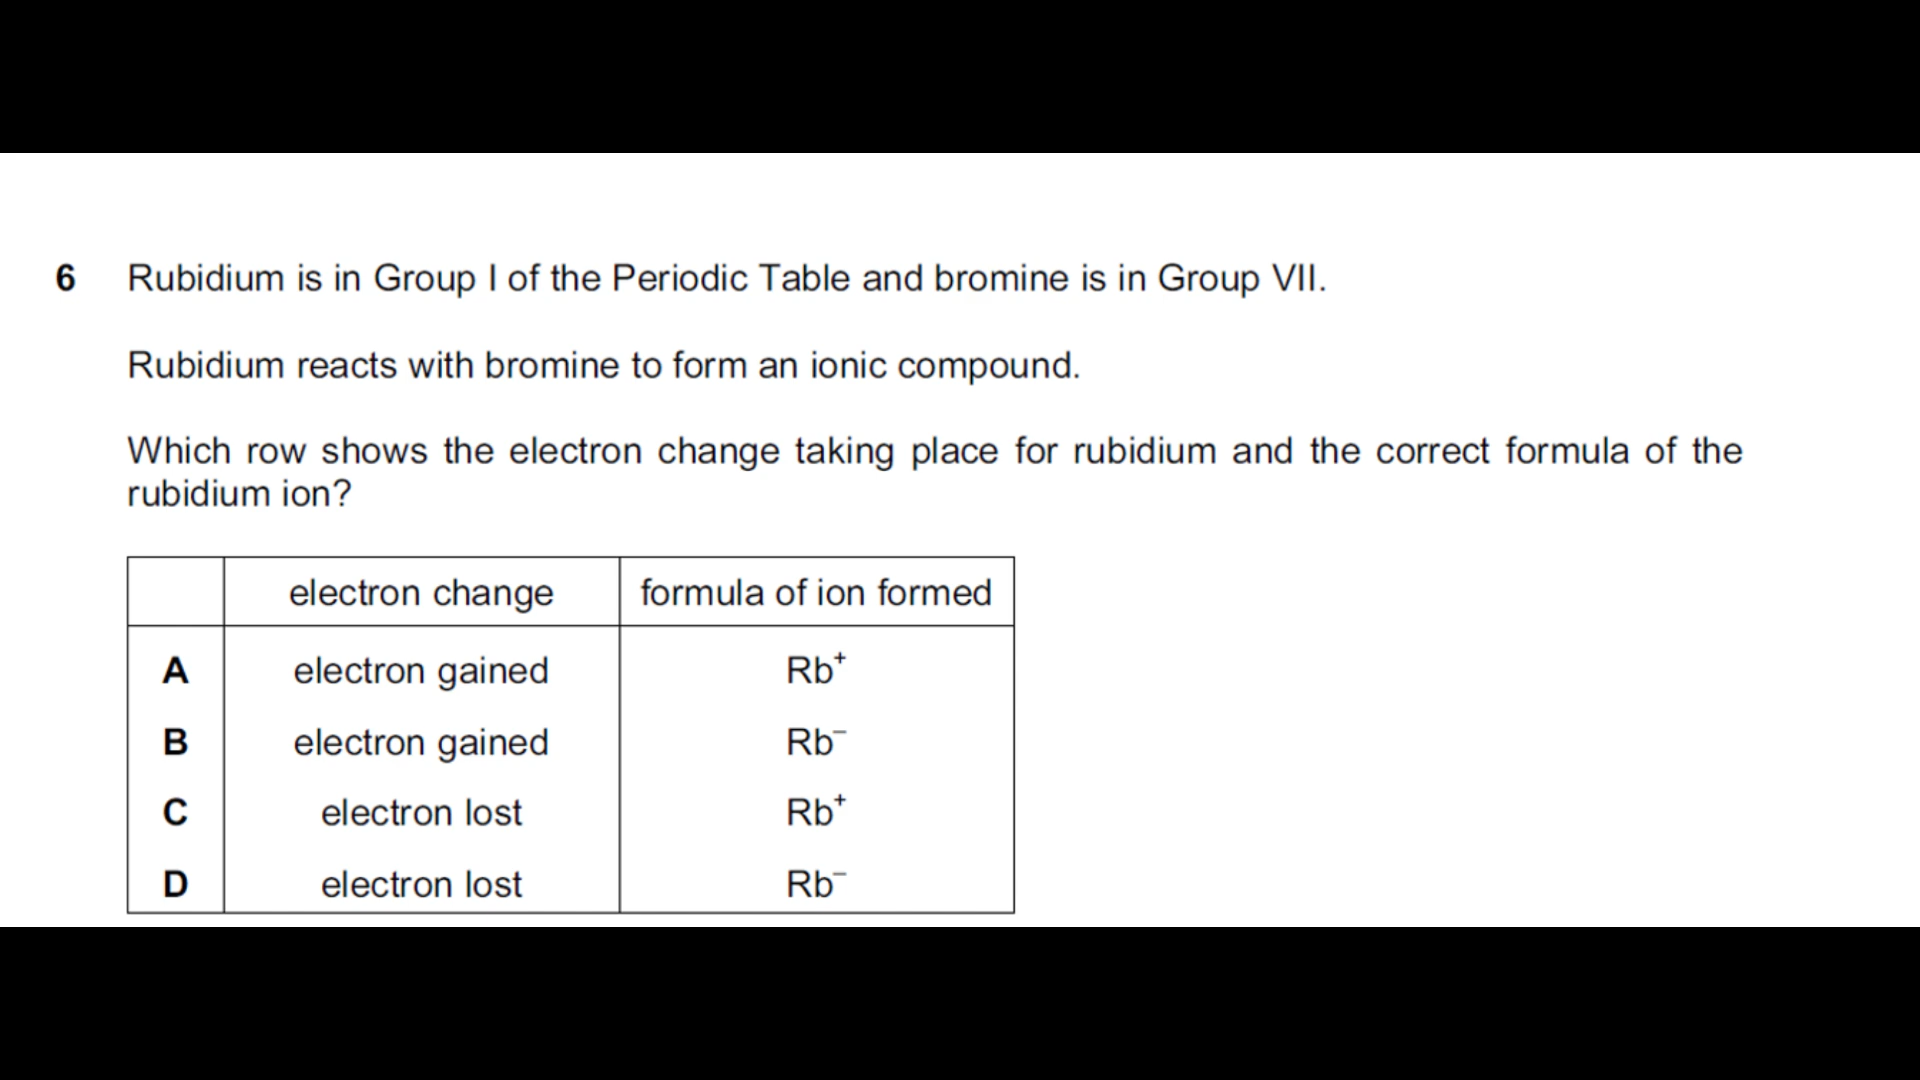 6 Rubidium is in Group I of the Periodic Table and bromine is in Group VII.
Rubidium reacts with bromine to form an ionic compound.
Which row shows the electron change taking place for rubidium and the correct formula of the
rubidium ion?
electron change formula of ion formed
A electron gained Rb⁺
B electron gained Rb⁻
C electron lost Rb⁺
D electron lost Rb⁻